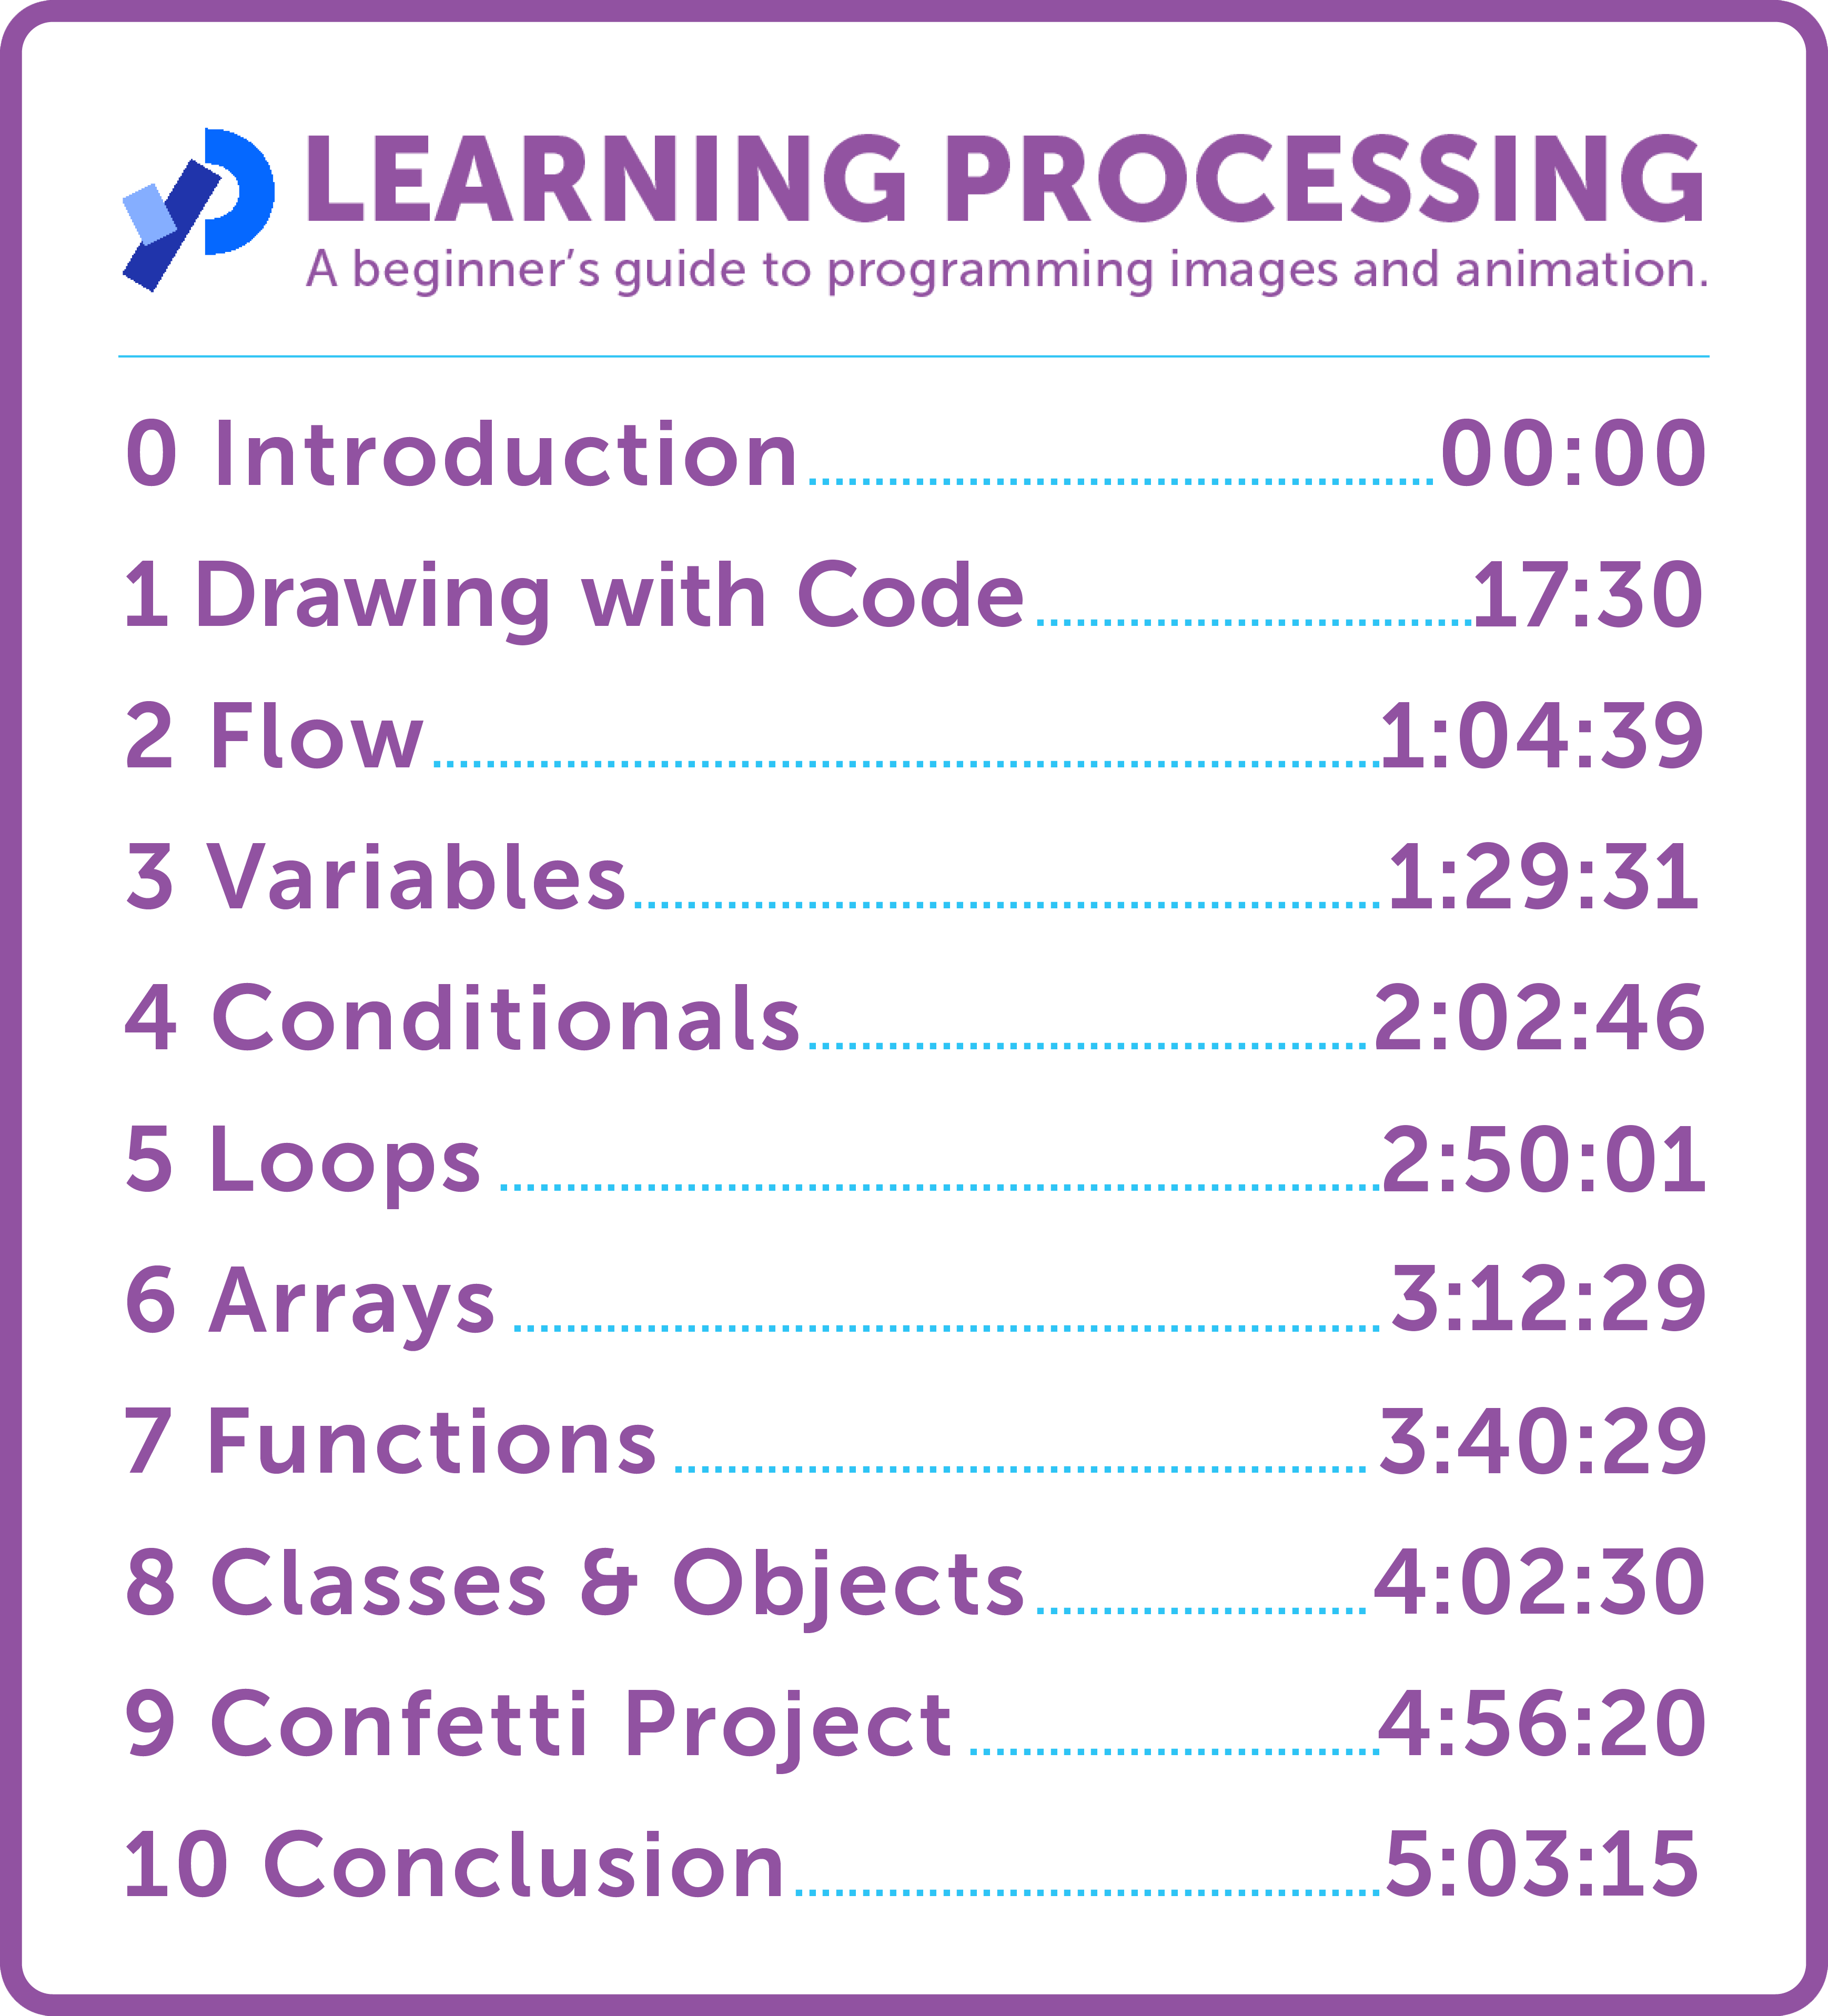 LEARNING PROCESSING
A beginner’s guide to programming images and animation.
0 Introduction 00:00
1 Drawing with Code 17:30
2 Flow 1:04:39
3 Variables 1:29:31
4 Conditionals 2:02:46
5 Loops 2:50:01
6 Arrays 3:12:29
7 Functions 3:40:29
8 Classes & Objects 4:02:30
9 Confetti Project 4:56:20
10 Conclusion 5:03:15